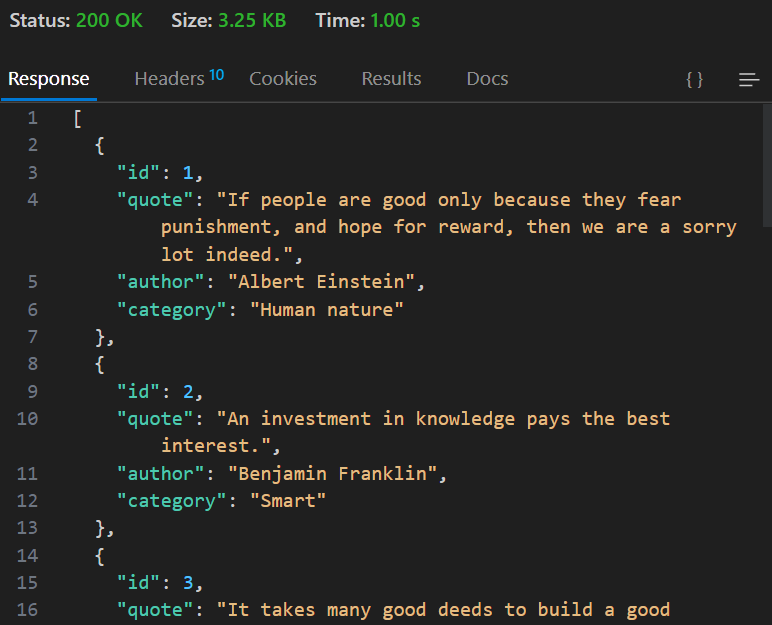 Status: 200 OK Size: 3.25 KB Time: 1.00 s
Response Headers 10 Cookies Results Docs { }
1 [
2 {
3 "id": 1,
4 "quote": "If people are good only because they fear
punishment, and hope for reward, then we are a sorry
lot indeed.",
5 "author": "Albert Einstein",
6 "category": "Human nature"
7 },
8 {
9 "id": 2,
10 "quote": "An investment in knowledge pays the best
interest.",
11 "author": "Benjamin Franklin",
12 "category": "Smart"
13 },
14 {
15 "id": 3,
16 "quote": "It takes many good deeds to build a good